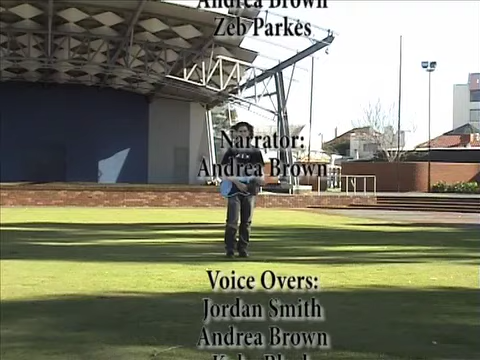 Andrea Brown
Zeb Parkes
Narrator:
Andrea Brown
Voice Overs:
Jordan Smith
Andrea Brown